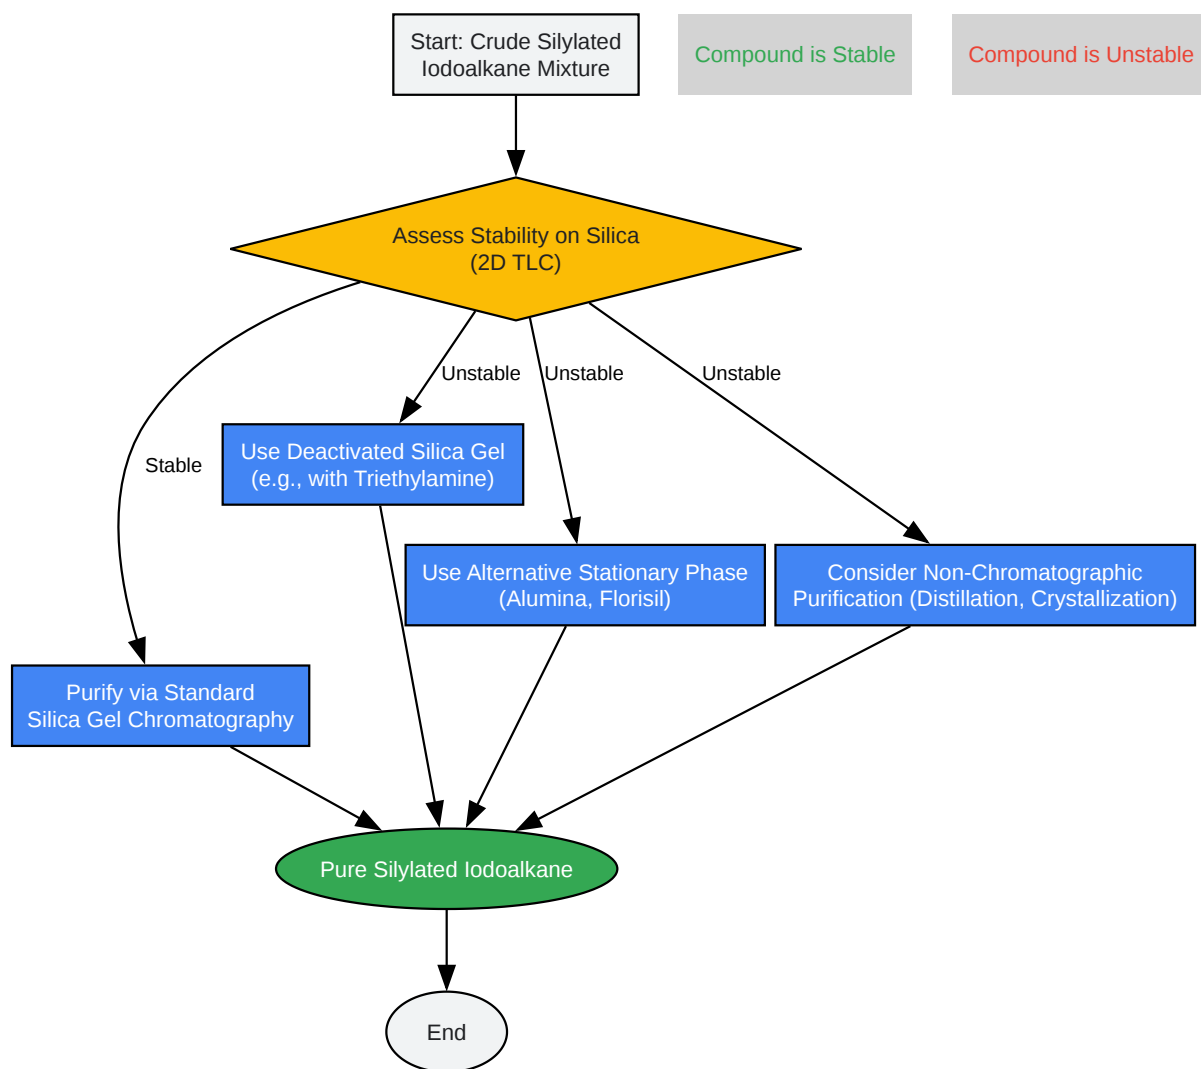 Start: Crude Silylated
Iodoalkane Mixture
Compound is Stable
Compound is Unstable
Assess Stability on Silica
(2D TLC)
Unstable
Unstable
Unstable
Stable
Use Deactivated Silica Gel
(e.g., with Triethylamine)
Use Alternative Stationary Phase
(Alumina, Florisil)
Consider Non-Chromatographic
Purification (Distillation, Crystallization)
Purify via Standard
Silica Gel Chromatography
Pure Silylated Iodoalkane
End